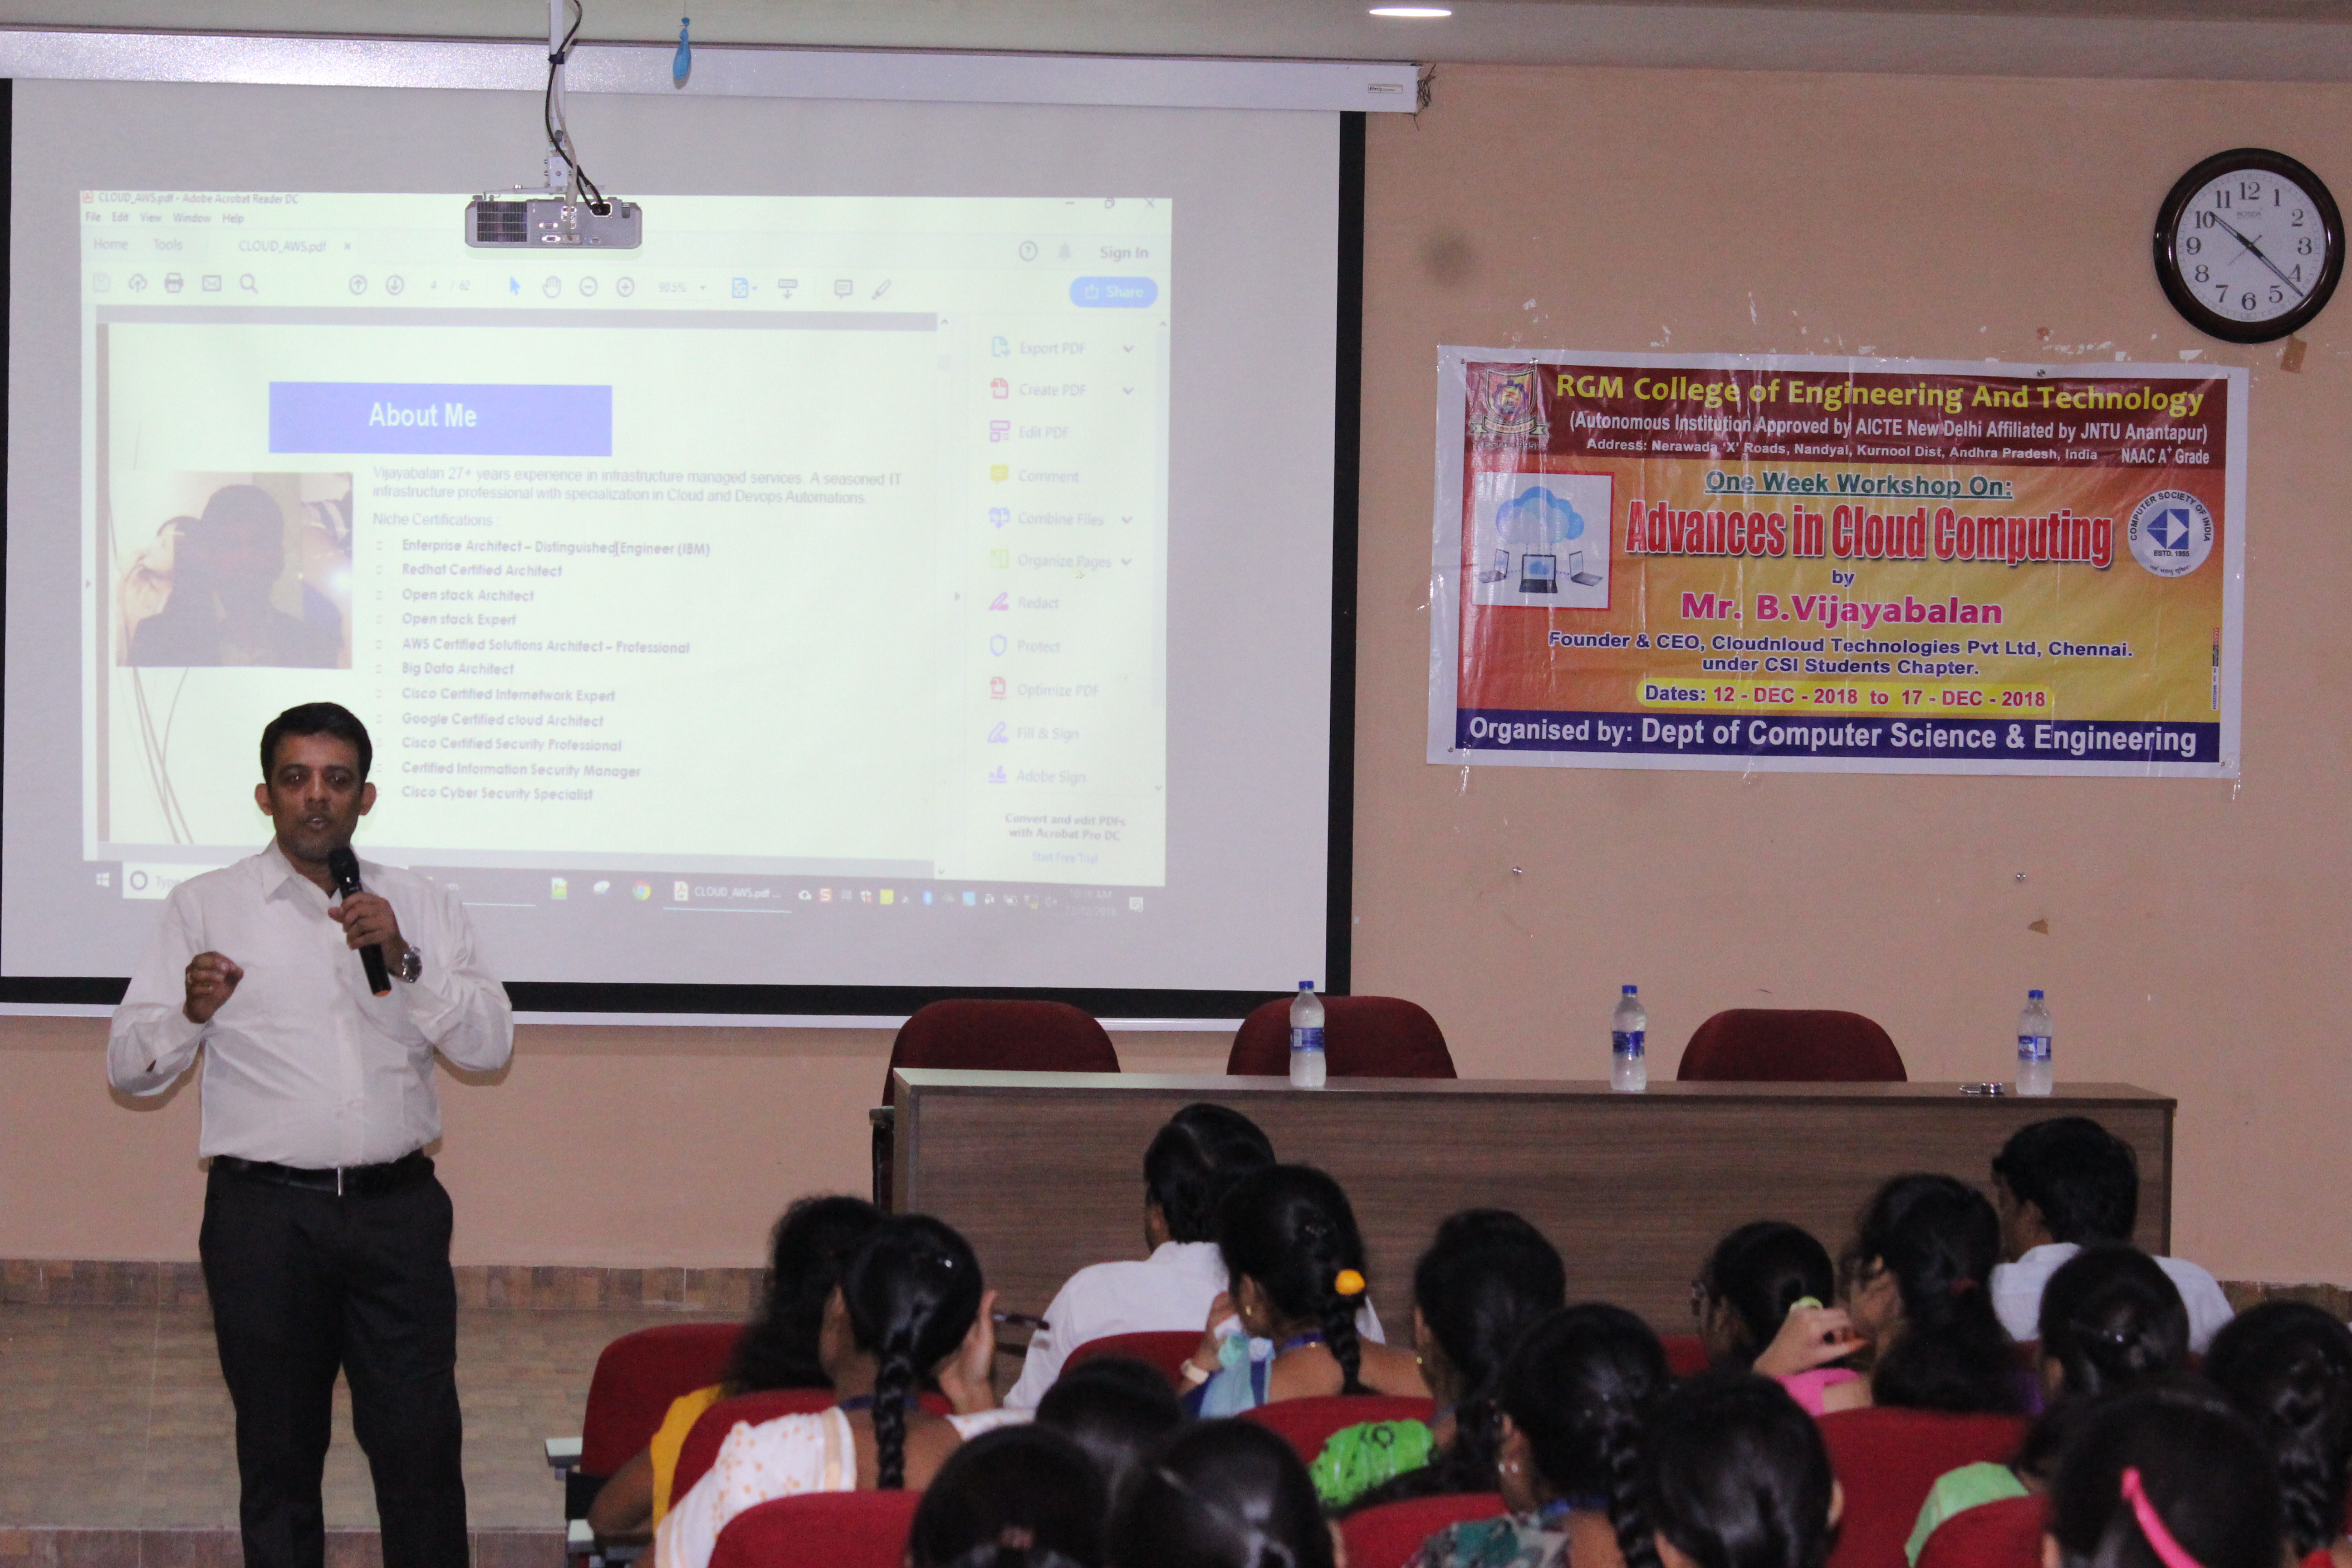 CLOUD_AWS.pdf - Adobe Acrobat Reader DC
File Edit View Window Help
Home Tools CLOUD_AWS.pdf ×
Sign In
4 / 62 90.5%
Share
About Me
Vijayabalan 27+ years experience in infrastructure managed services. A seasoned IT
infrastructure professional with specialization in Cloud and Devops Automations.
Niche Certifications :
Enterprise Architect – Distinguished Engineer (IBM)
Redhat Certified Architect
Open stack Architect
Open stack Expert
AWS Certified Solutions Architect – Professional
Big Data Architect
Cisco Certified Internetwork Expert
Google Certified cloud Architect
Cisco Certified Security Professional
Certified Information Security Manager
Cisco Cyber Security Specialist
Export PDF
Create PDF
Edit PDF
Comment
Combine Files
Organize Pages
Redact
Protect
Optimize PDF
Fill & Sign
Adobe Sign
Convert and edit PDFs
with Acrobat Pro DC
Start Free Trial
Type
CLOUD_AWS.pdf ...
12
1
2
3
4
5
6
7
8
9
10
11
RGM College of Engineering And Technology
(Autonomous Institution Approved by AICTE New Delhi Affiliated by JNTU Anantapur)
Address: Nerawada 'X' Roads, Nandyal, Kurnool Dist, Andhra Pradesh, India NAAC A+ Grade
One Week Workshop On:
Advances in Cloud Computing
COMPUTER SOCIETY OF INDIA
ESTD. 1965
by
Mr. B.Vijayabalan
Founder & CEO, Cloudnloud Technologies Pvt Ltd, Chennai.
under CSI Students Chapter.
Dates: 12 - DEC - 2018 to 17 - DEC - 2018
Organised by: Dept of Computer Science & Engineering